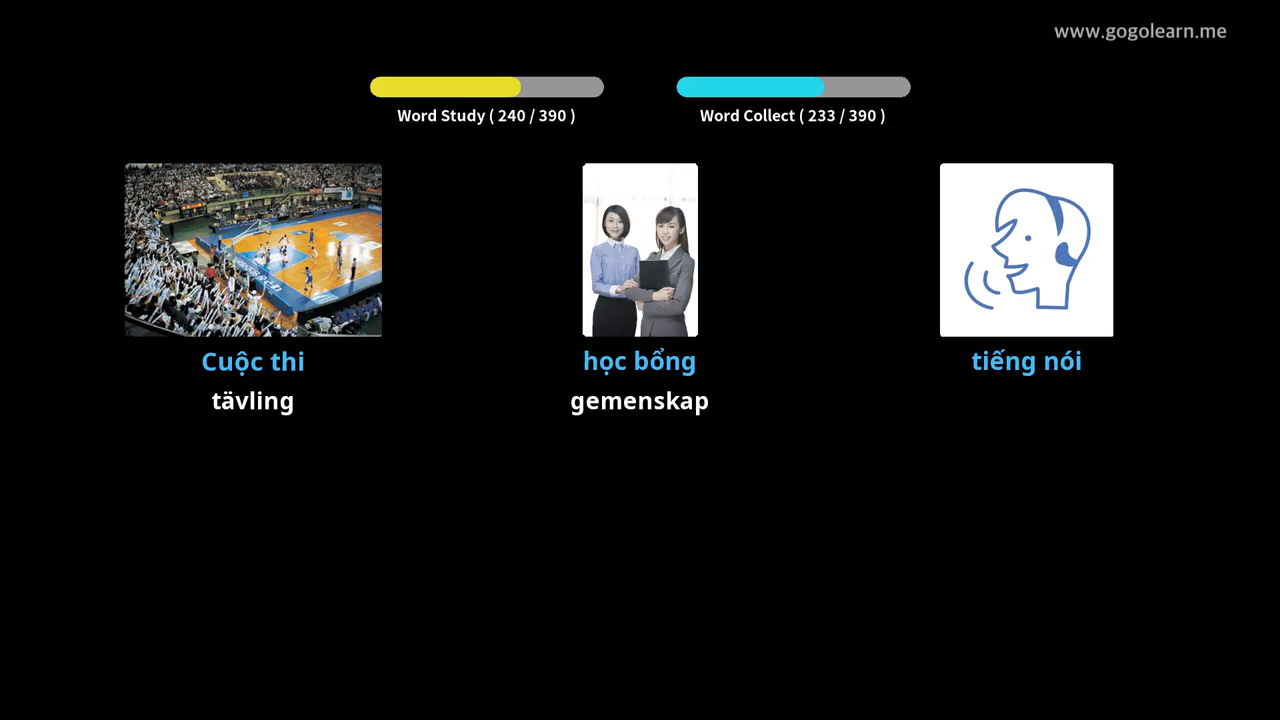 www.gogolearn.me
Word Study ( 240 / 390 )
Word Collect ( 233 / 390 )
Cuộc thi
học bổng
tiếng nói
tävling
gemenskap